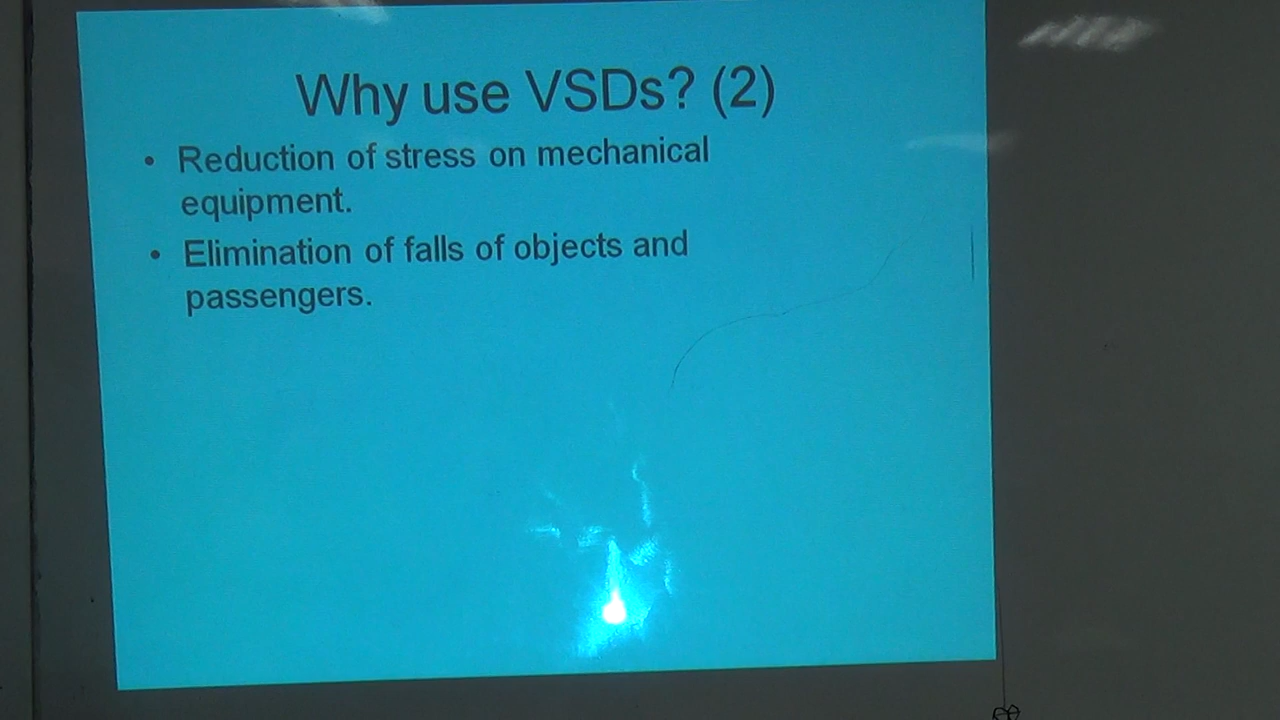 Why use VSDs? (2)
• Reduction of stress on mechanical
equipment.
• Elimination of falls of objects and
passengers.